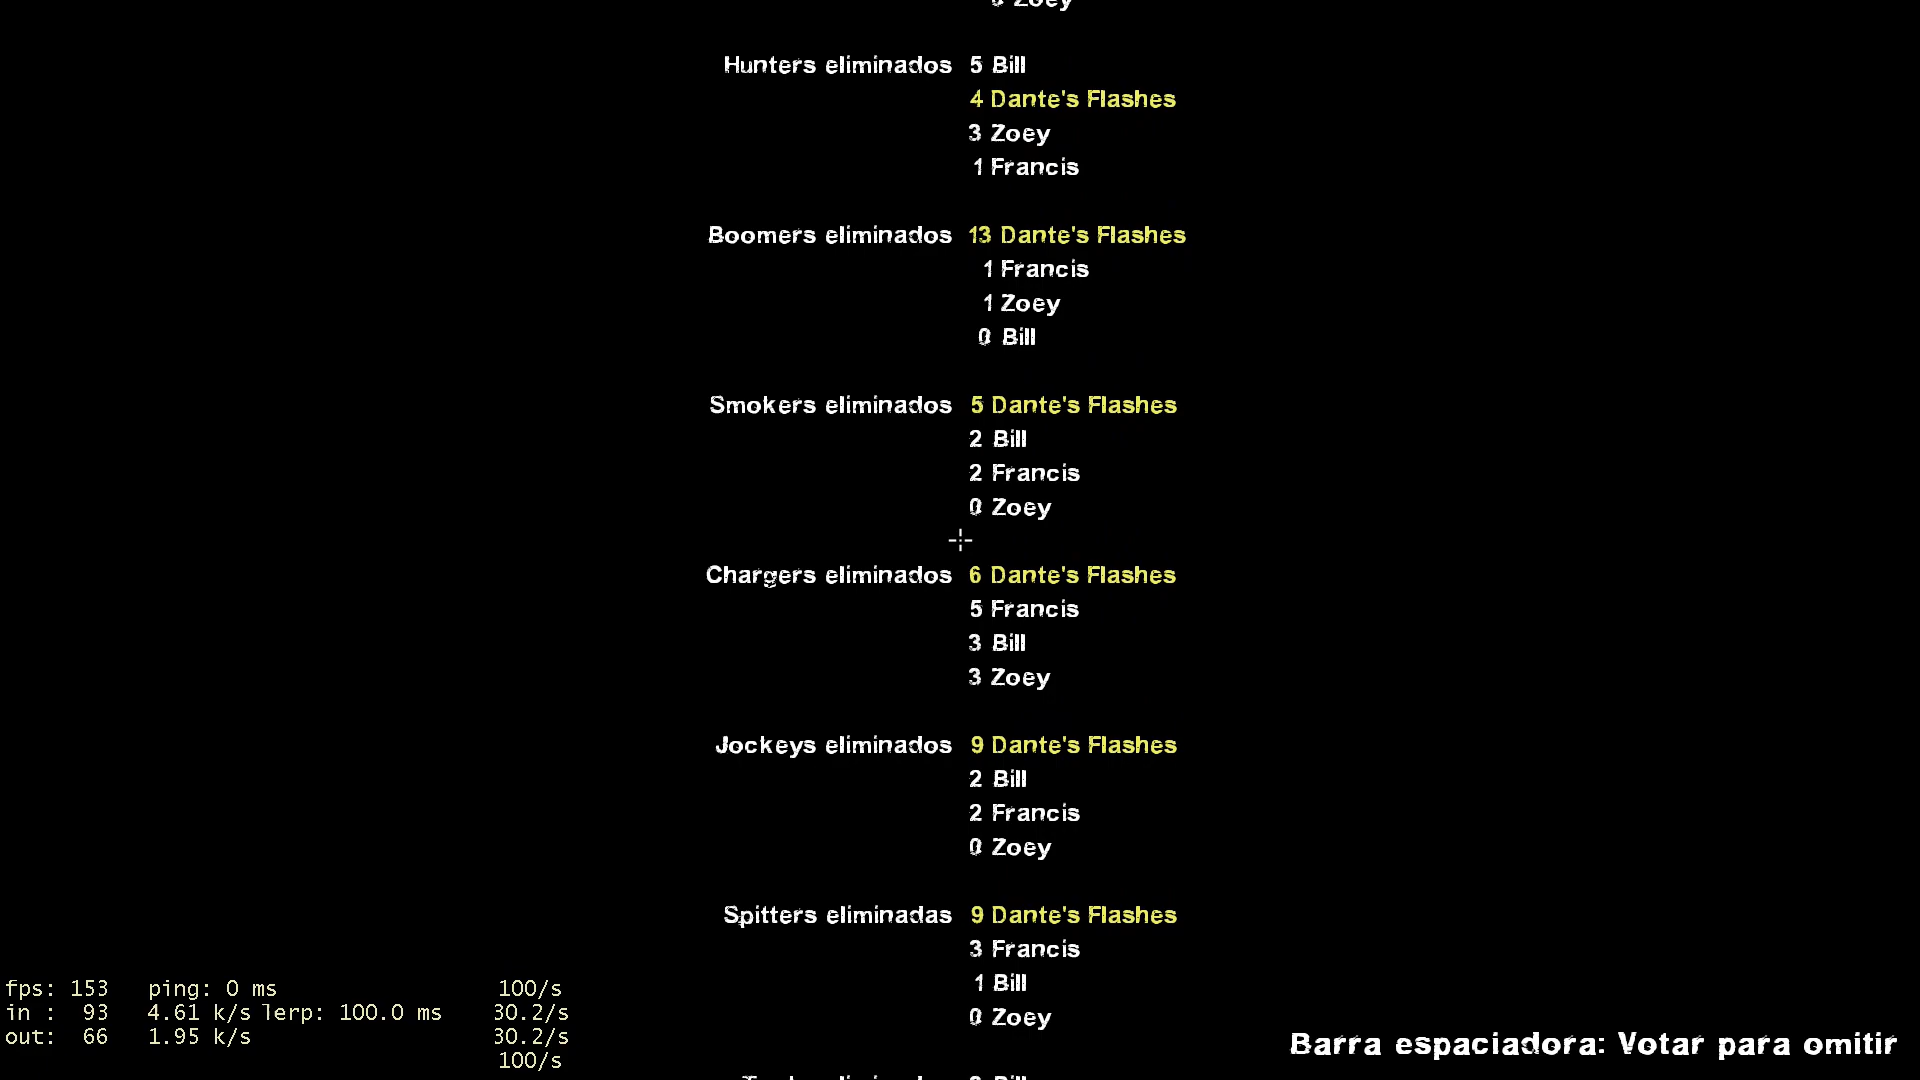 0 Zoey
Hunters eliminados 5 Bill
4 Dante's Flashes
3 Zoey
1 Francis
Boomers eliminados 13 Dante's Flashes
1 Francis
1 Zoey
0 Bill
Smokers eliminados 5 Dante's Flashes
2 Bill
2 Francis
0 Zoey
Chargers eliminados 6 Dante's Flashes
5 Francis
3 Bill
3 Zoey
Jockeys eliminados 9 Dante's Flashes
2 Bill
2 Francis
0 Zoey
Spitters eliminadas 9 Dante's Flashes
3 Francis
1 Bill
0 Zoey
fps: 153 ping: 0 ms 100/s
in : 93 4.61 k/s lerp: 100.0 ms 30.2/s
out: 66 1.95 k/s 30.2/s
100/s
Barra espaciadora: Votar para omitir